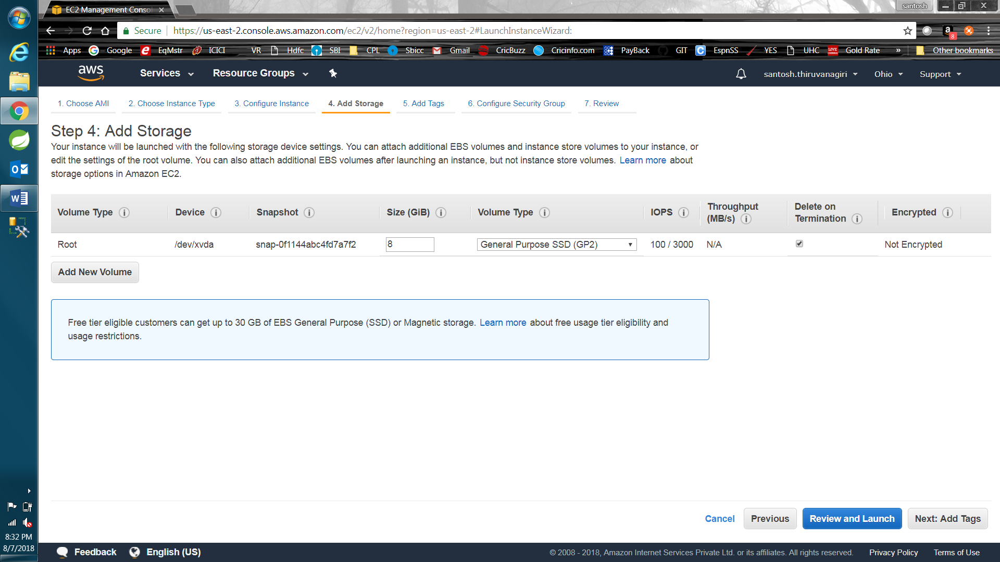 EC2 Management Conso
santosh
Secure
https://us-east-2.console.aws.amazon.com/ec2/v2/home?region=us-east-2#LaunchInstanceWizard:
8
Apps Google EqMstr ICICI VR Hdfc SBI CPL Sbicc Gmail CricBuzz Cricinfo.com PayBack GIT EspnSS YES UHC Gold Rate » Other bookmarks
aws Services Resource Groups santosh.thiruvanagiri Ohio Support
1. Choose AMI 2. Choose Instance Type 3. Configure Instance 4. Add Storage 5. Add Tags 6. Configure Security Group 7. Review
Step 4: Add Storage
Your instance will be launched with the following storage device settings. You can attach additional EBS volumes and instance store volumes to your instance, or
edit the settings of the root volume. You can also attach additional EBS volumes after launching an instance, but not instance store volumes. Learn more about
storage options in Amazon EC2.
Volume Type Device Snapshot Size (GiB) Volume Type IOPS Throughput (MB/s) Delete on Termination Encrypted
Root /dev/xvda snap-0f1144abc4fd7a7f2 8 General Purpose SSD (GP2) 100 / 3000 N/A Not Encrypted
Add New Volume
Free tier eligible customers can get up to 30 GB of EBS General Purpose (SSD) or Magnetic storage. Learn more about free usage tier eligibility and
usage restrictions.
Cancel Previous Review and Launch Next: Add Tags
8:32 PM
8/7/2018
Feedback English (US) © 2008 - 2018, Amazon Internet Services Private Ltd. or its affiliates. All rights reserved. Privacy Policy Terms of Use